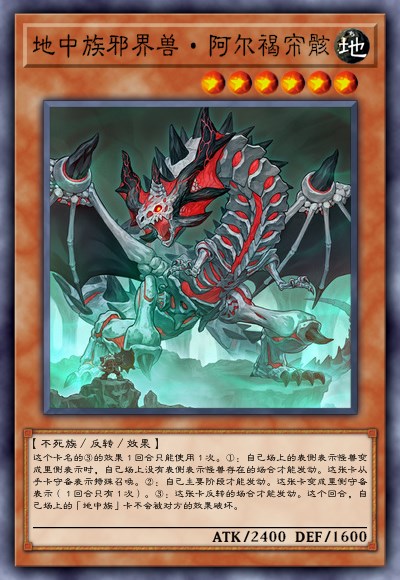 地中族邪界兽・阿尔褐帘骸 地
【不死族／反转／效果】
这个卡名的③的效果1回合只能使用1次。①：自己场上的表侧表示怪兽变
成里侧表示时，自己场上没有表侧表示怪兽存在的场合才能发动。这张卡从
手卡守备表示特殊召唤。②：自己主要阶段才能发动。这张卡变成里侧守备
表示（1回合只有1次）。③：这张卡反转的场合才能发动。这个回合，自
己场上的「地中族」卡不会被对方的效果破坏。
ATK/2400 DEF/1600